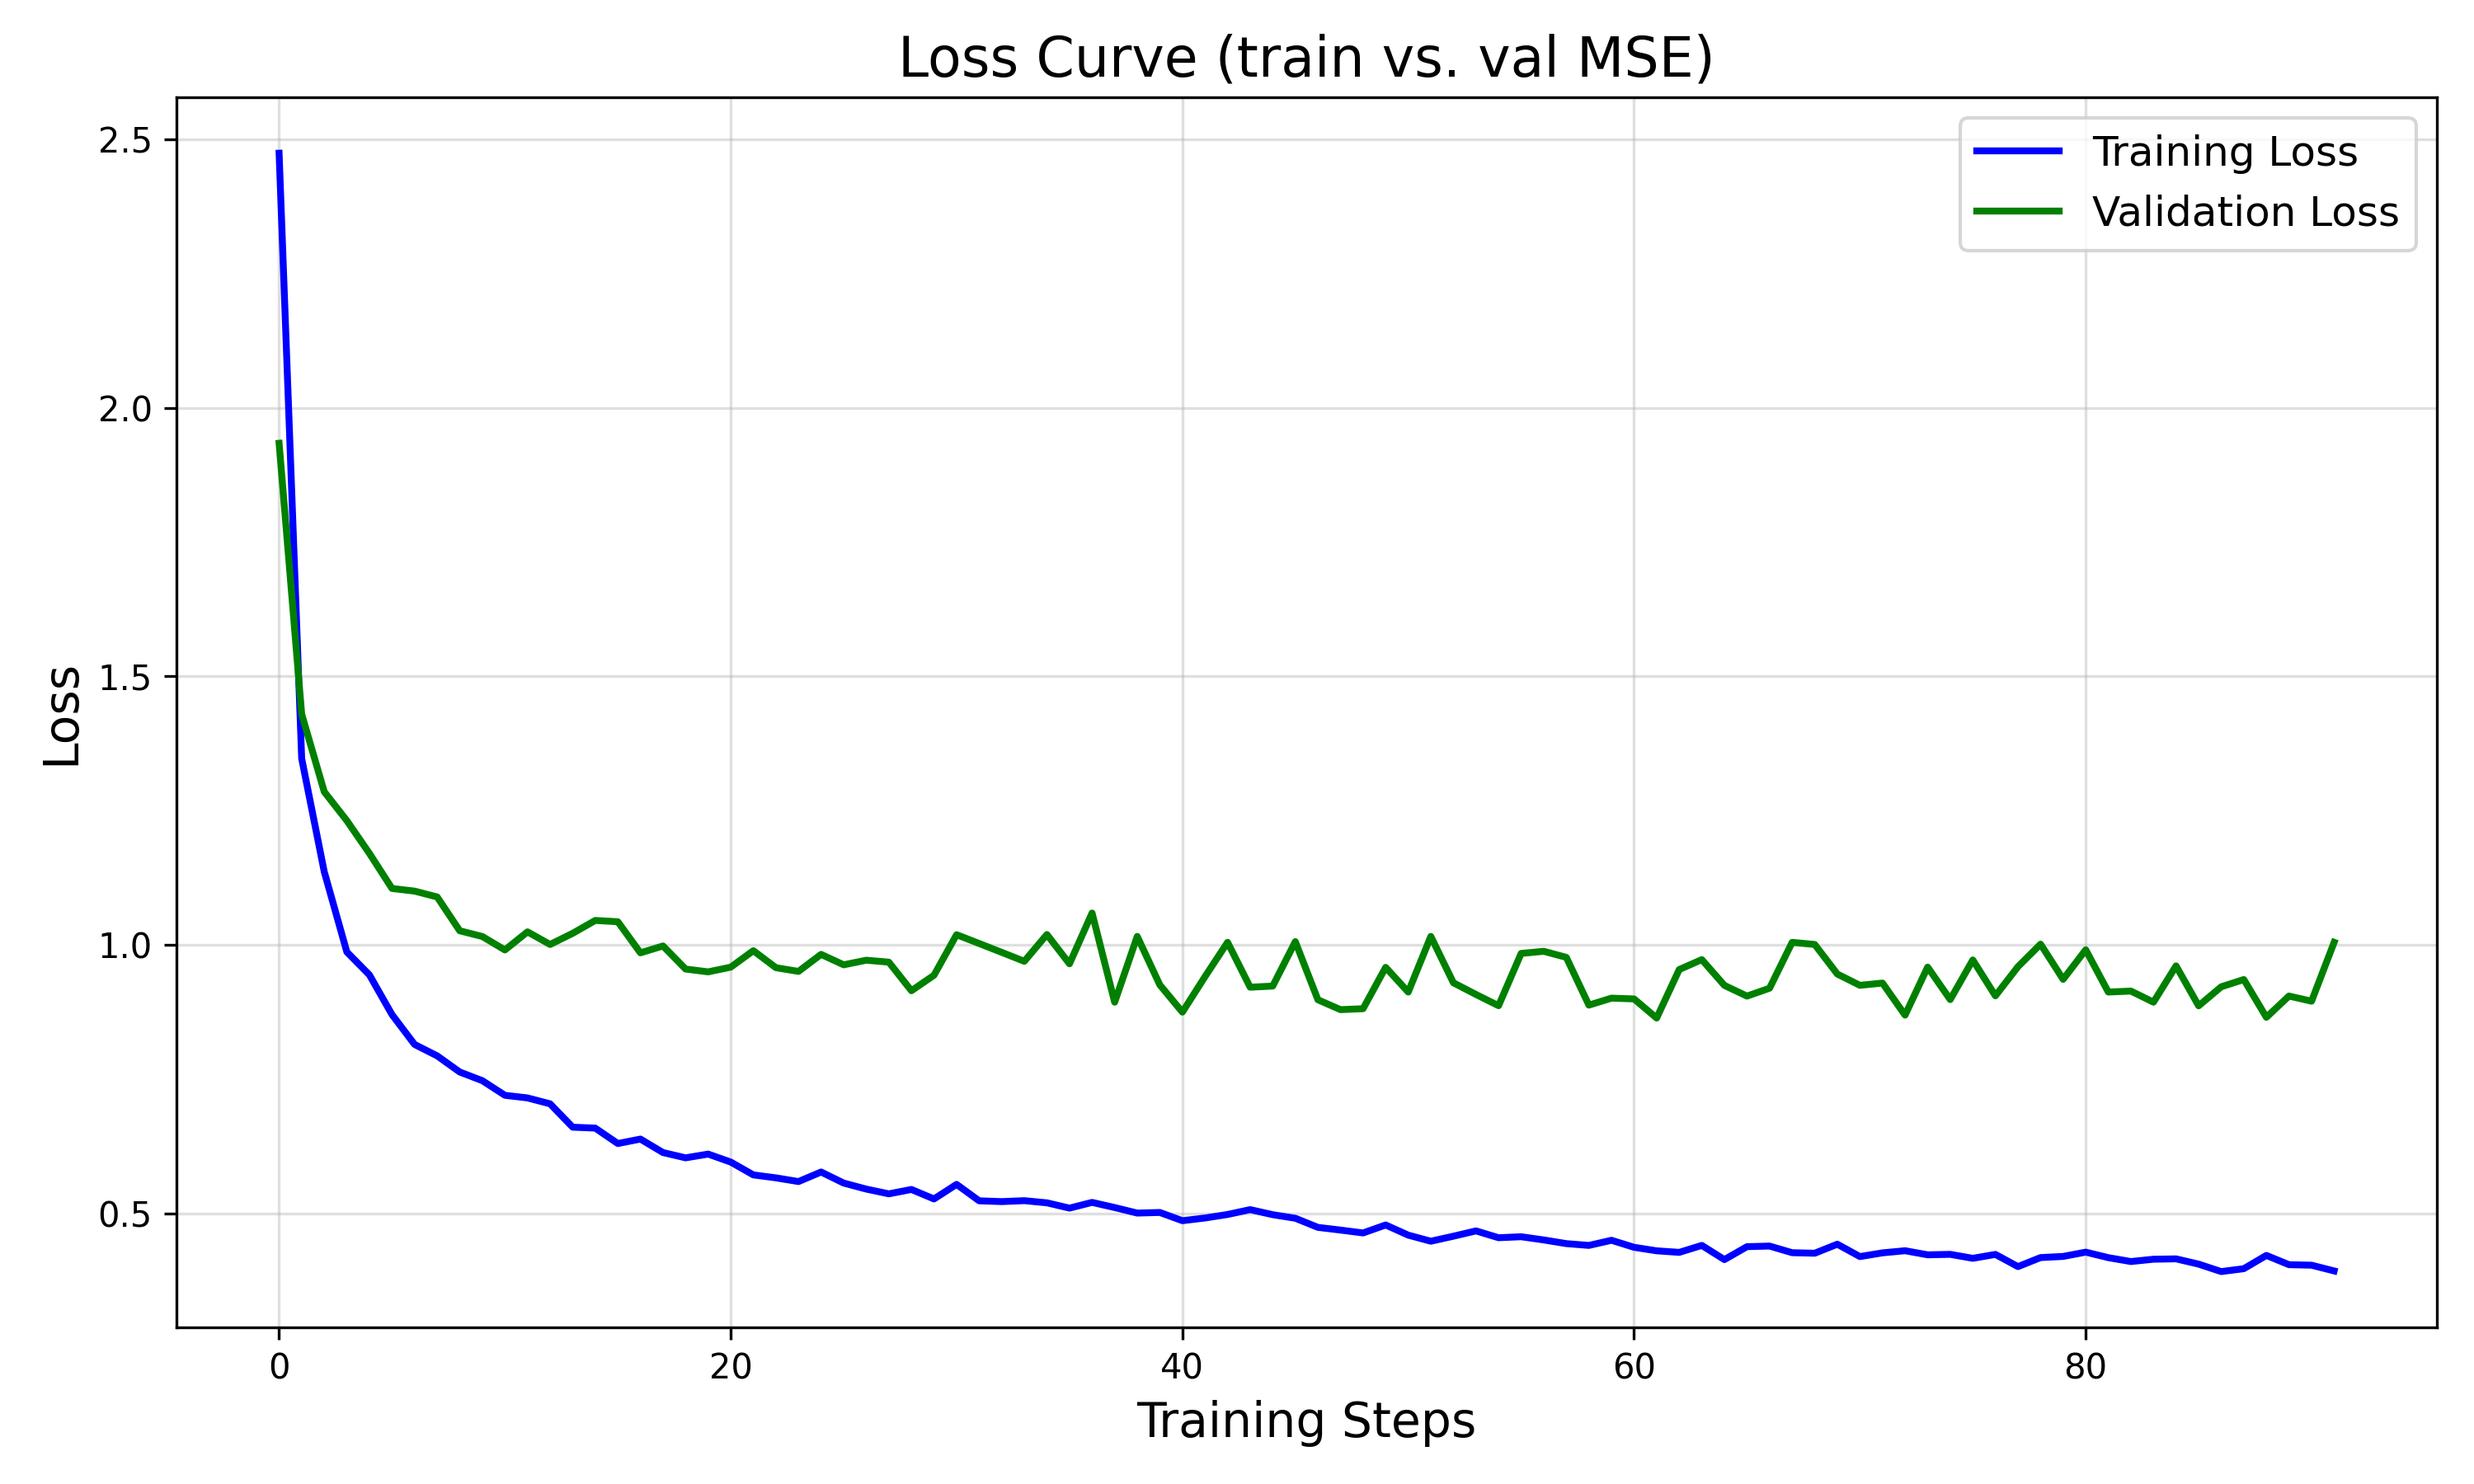 Loss Curve (train vs. val MSE)
Training Loss
Validation Loss
2.5
2.0
1.5
1.0
0.5
Loss
0 20 40 60 80
Training Steps